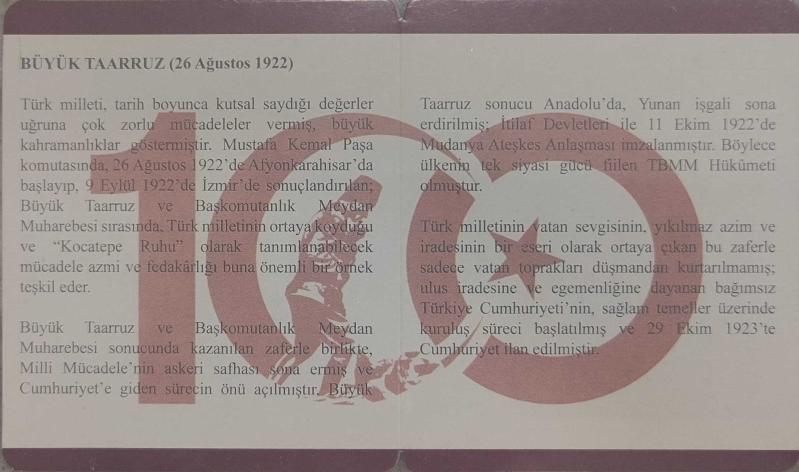 BÜYÜK TAARRUZ (26 Ağustos 1922)
Türk milleti, tarih boyunca kutsal saydığı değerler
uğruna çok zorlu mücadeleler vermiş, büyük
kahramanlıklar göstermiştir. Mustafa Kemal Paşa
komutasında, 26 Ağustos 1922’de Afyonkarahisar’da
başlayıp, 9 Eylül 1922’de İzmir’de sonuçlandırılan;
Büyük Taarruz ve Başkomutanlık Meydan
Muharebesi sırasında, Türk milletinin ortaya koyduğu
ve “Kocatepe Ruhu” olarak tanımlanabilecek
mücadele azmi ve fedakârlığı buna önemli bir örnek
teşkil eder.
Büyük Taarruz ve Başkomutanlık Meydan
Muharebesi sonucunda kazanılan zaferle birlikte,
Milli Mücadele’nin askeri safhası sona ermiş ve
Cumhuriyet’e giden sürecin önü açılmıştır. Büyük
Taarruz sonucu Anadolu’da, Yunan işgali sona
erdirilmiş; İtilaf Devletleri ile 11 Ekim 1922’de
Mudanya Ateşkes Anlaşması imzalanmıştır. Böylece
ülkenin tek siyasi gücü fiilen TBMM Hükûmeti
olmuştur.
Türk milletinin vatan sevgisinin, yıkılmaz azim ve
iradesinin bir eseri olarak ortaya çıkan bu zaferle
sadece vatan toprakları düşmandan kurtarılmamış;
ulus iradesine ve egemenliğine dayanan bağımsız
Türkiye Cumhuriyeti’nin, sağlam temeller üzerinde
kuruluş süreci başlatılmış ve 29 Ekim 1923’te
Cumhuriyet ilan edilmiştir.
100